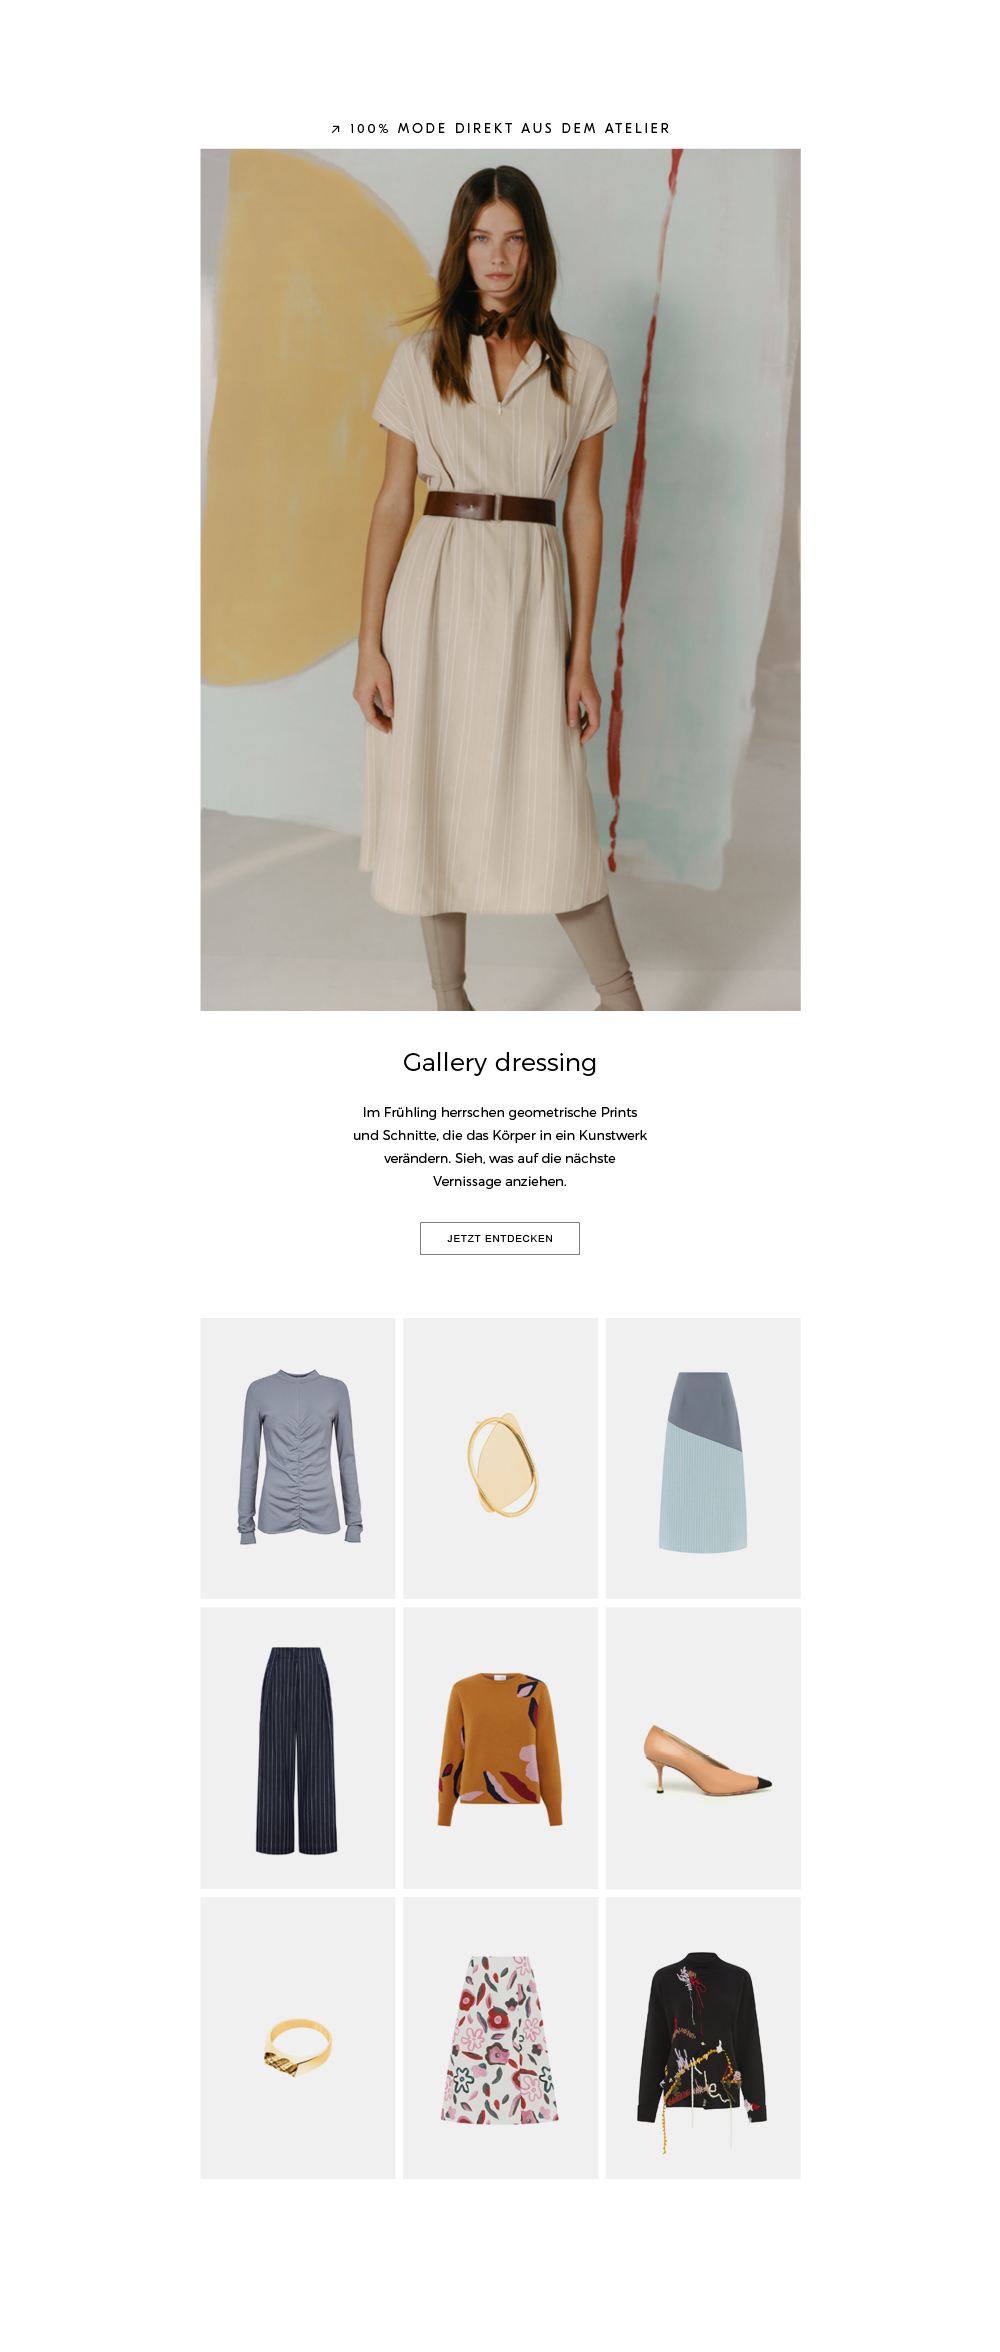 ↗ 100% MODE DIREKT AUS DEM ATELIER
Gallery dressing
Im Frühling herrschen geometrische Prints
und Schnitte, die das Körper in ein Kunstwerk
verändern. Sieh, was auf die nächste
Vernissage anziehen.
JETZT ENTDECKEN